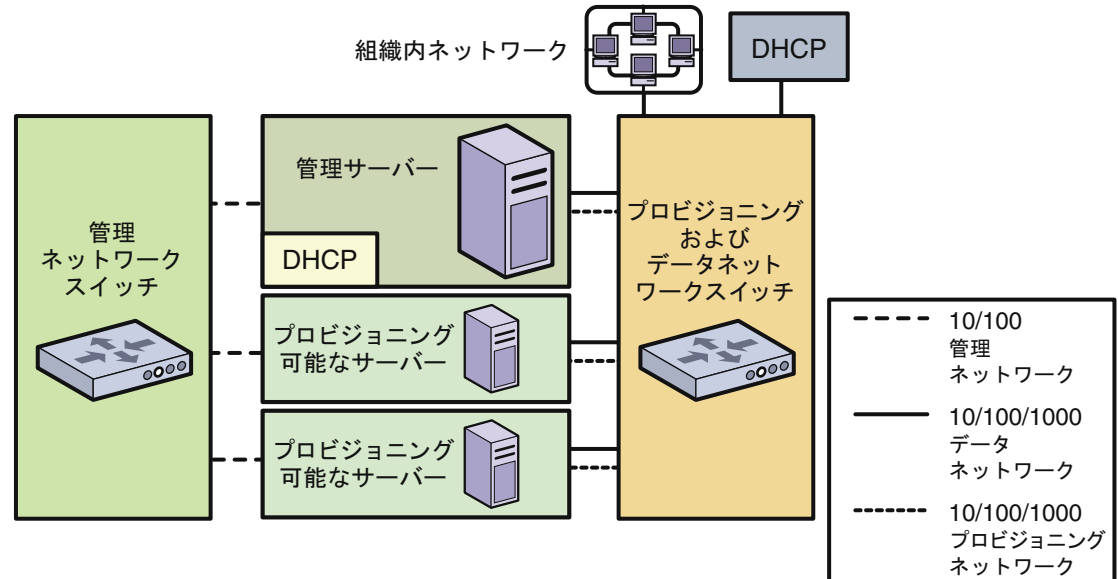 組織内ネットワーク
DHCP
管理
ネットワーク
スイッチ
管理サーバー
DHCP
プロビジョニング
可能なサーバー
プロビジョニング
可能なサーバー
プロビジョニング
および
データネット
ワークスイッチ
10/100
管理
ネットワーク
10/100/1000
データ
ネットワーク
10/100/1000
プロビジョニング
ネットワーク